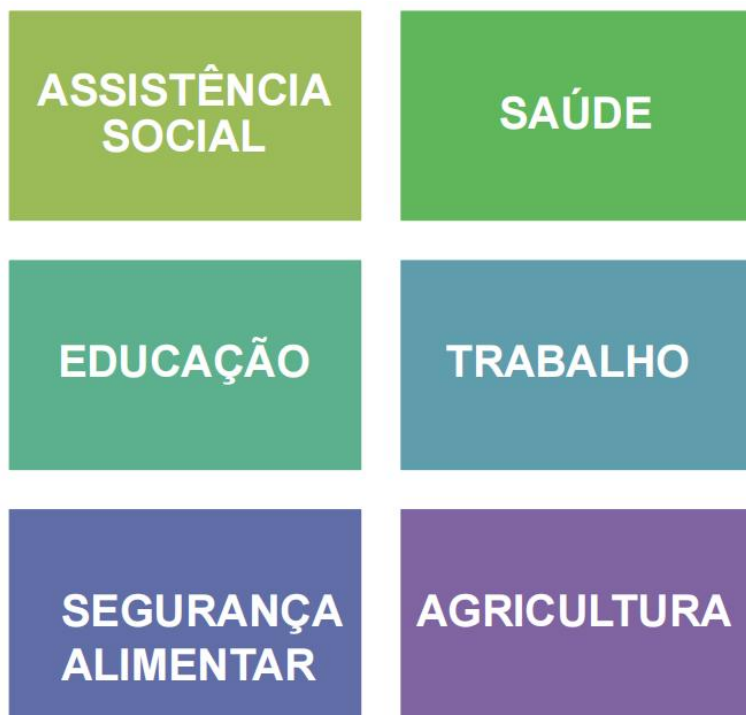 ASSISTÊNCIA
SOCIAL
SAÚDE
EDUCAÇÃO
TRABALHO
SEGURANÇA
ALIMENTAR
AGRICULTURA